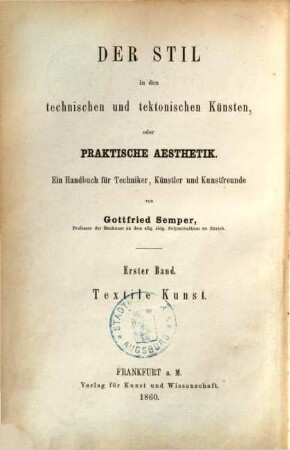 DER STIL
in den
technischen und tektonischen Künsten,
oder
PRAKTISCHE AESTHETIK.
Ein Handbuch für Techniker, Künstler und Kunstfreunde
von
Gottfried Semper,
Professor der Baukunst an dem eidg. Polytechnikum zu Zürich.
Erster Band.
Textile Kunst.
STADT
AUGSBURG
FRANKFURT a. M.
Verlag für Kunst und Wissenschaft.
1860.